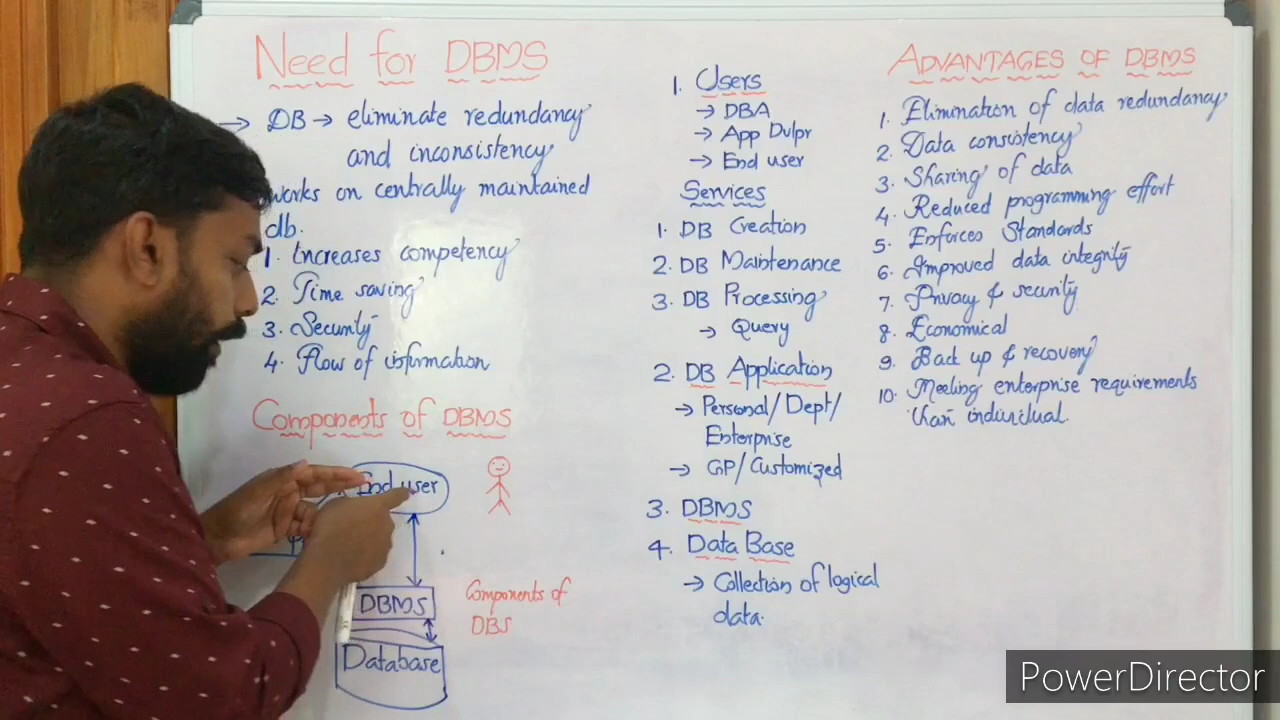 Need for DBMS
→ DB → eliminate redundancy
and inconsistency
works on centrally maintained
db.
1. Increases competency
2. Time saving
3. Security
4. Flow of information
Components of DBMS
End user
DBMS
Database
Components of
DBS
1. Users
→ DBA
→ App Dvlpr
→ End user
Services
1. DB Creation
2. DB Maintenance
3. DB Processing
→ Query
2. DB Application
→ Personal/Dept/
Enterprise
→ GP/Customized
3. DBMS
4. Data Base
→ Collection of logical
data.
ADVANTAGES OF DBMS
1. Elimination of data redundancy
2. Data consistency
3. Sharing of data
4. Reduced programming effort
5. Enforces Standards
6. Improved data integrity
7. Privacy & security
8. Economical
9. Back up & recovery
10. Meeting enterprise requirements
than individual.
PowerDirector